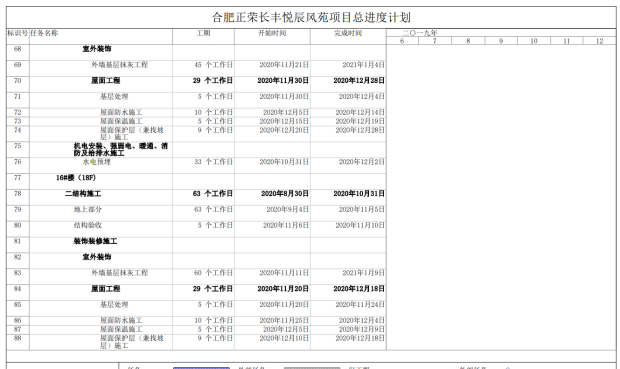 合肥正荣长丰悦辰风苑项目总进度计划
标识号 任务名称 工期 开始时间 完成时间 二〇一九年
6 7 8 9 10 11 12
68 室外装饰
69 外墙基层抹灰工程 45 个工作日 2020年11月21日 2021年1月4日
70 屋面工程 29 个工作日 2020年11月30日 2020年12月28日
71 基层处理 5 个工作日 2020年11月30日 2020年12月4日
72 屋面防水施工 10 个工作日 2020年12月5日 2020年12月14日
73 屋面保温施工 5 个工作日 2020年12月15日 2020年12月19日
74 屋面保护层（兼找坡层）施工 9 个工作日 2020年12月20日 2020年12月28日
75 机电安装、强弱电、暖通、消防及给排水施工
76 水电预埋 33 个工作日 2020年10月31日 2020年12月2日
77 16#楼（18F）
78 二结构施工 63 个工作日 2020年8月30日 2020年10月31日
79 地上部分 63 个工作日 2020年9月4日 2020年11月5日
80 结构验收 5 个工作日 2020年11月6日 2020年11月10日
81 装饰装修施工
82 室外装饰
83 外墙基层抹灰工程 60 个工作日 2020年11月11日 2021年1月9日
84 屋面工程 29 个工作日 2020年11月20日 2020年12月18日
85 基层处理 5 个工作日 2020年11月20日 2020年11月24日
86 屋面防水施工 10 个工作日 2020年11月25日 2020年12月4日
87 屋面保温施工 5 个工作日 2020年12月5日 2020年12月9日
88 屋面保护层（兼找坡层）施工 9 个工作日 2020年12月10日 2020年12月18日